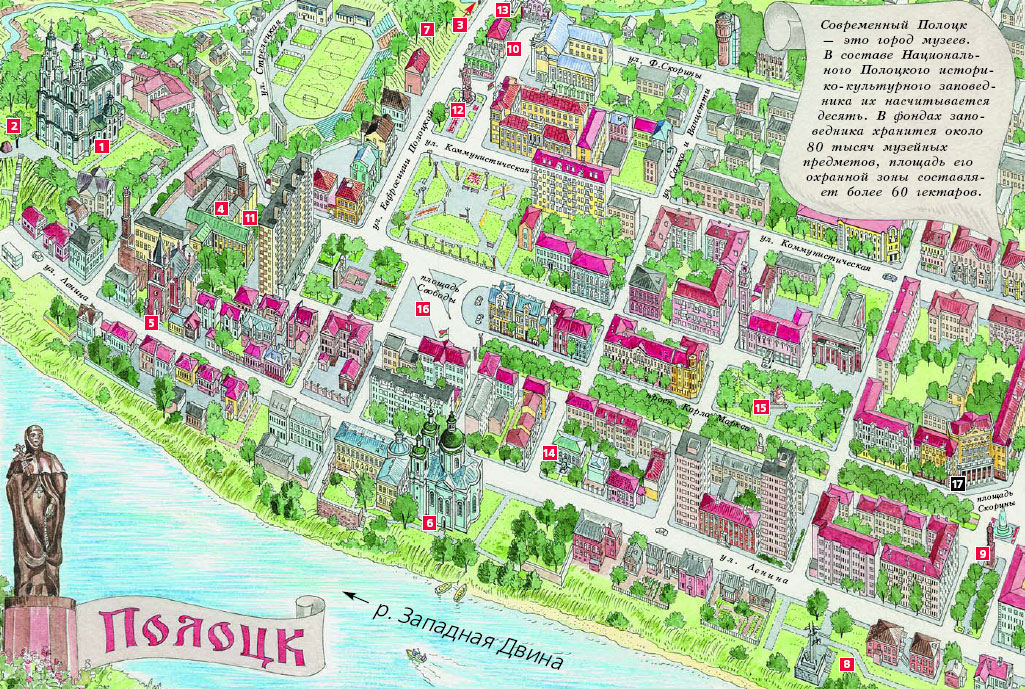 13
3
7
10
Современный Полоцк
— это город музеев.
В составе Националь-
ного Полоцкого истори-
ко-культурного заповед-
ника их насчитывается
десять. В фондах запо-
ведника хранится около
80 тысяч музейных
предметов, площадь его
охранной зоны составля-
ет более 60 гектаров.
ул. Стрелецкая
ул. Ф. Скорины
12
2
1
ул. Евфросинии Полоцкой
ул. Коммунистическая
ул. Сакко и Ванцетти
4
11
ул. Коммунистическая
ул. Ленина
площадь
Свободы
16
5
просп. Карла Маркса
15
14
17
площадь
Скорины
6
9
ул. Ленина
р. Западная Двина
ПОЛОЦК
8